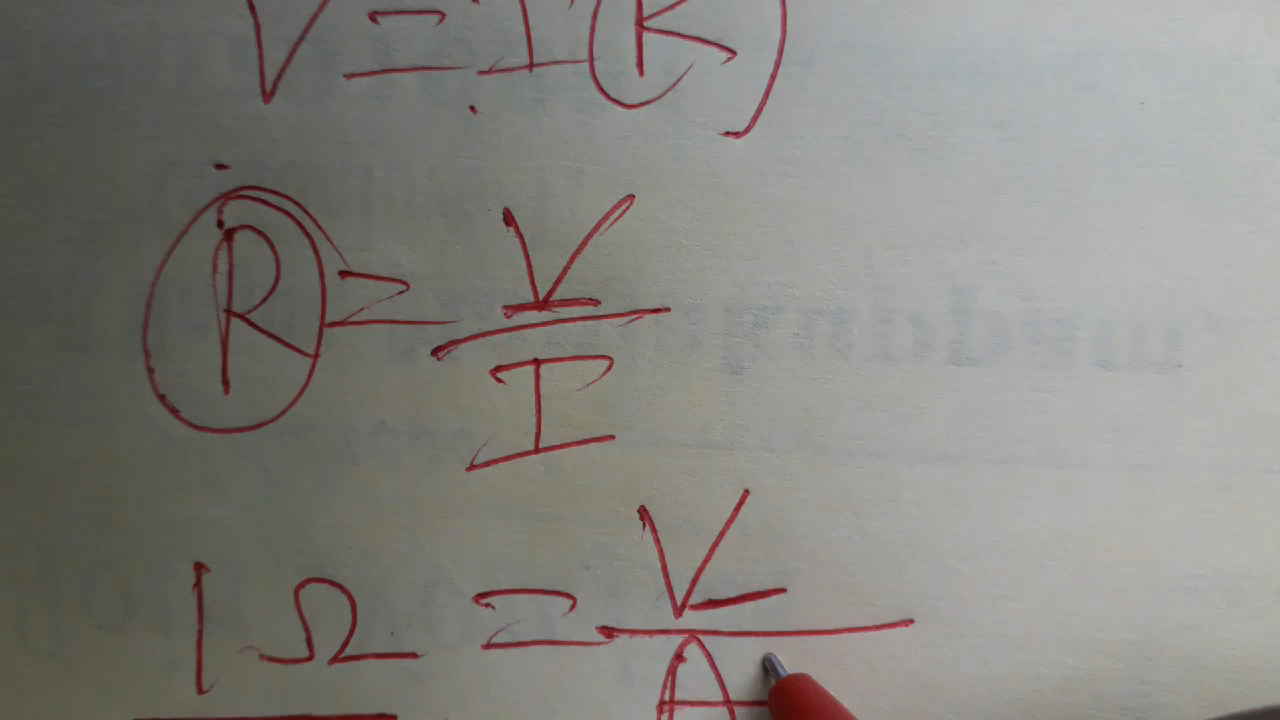 V = I(R)
R = V/I
1 Ω = V/A